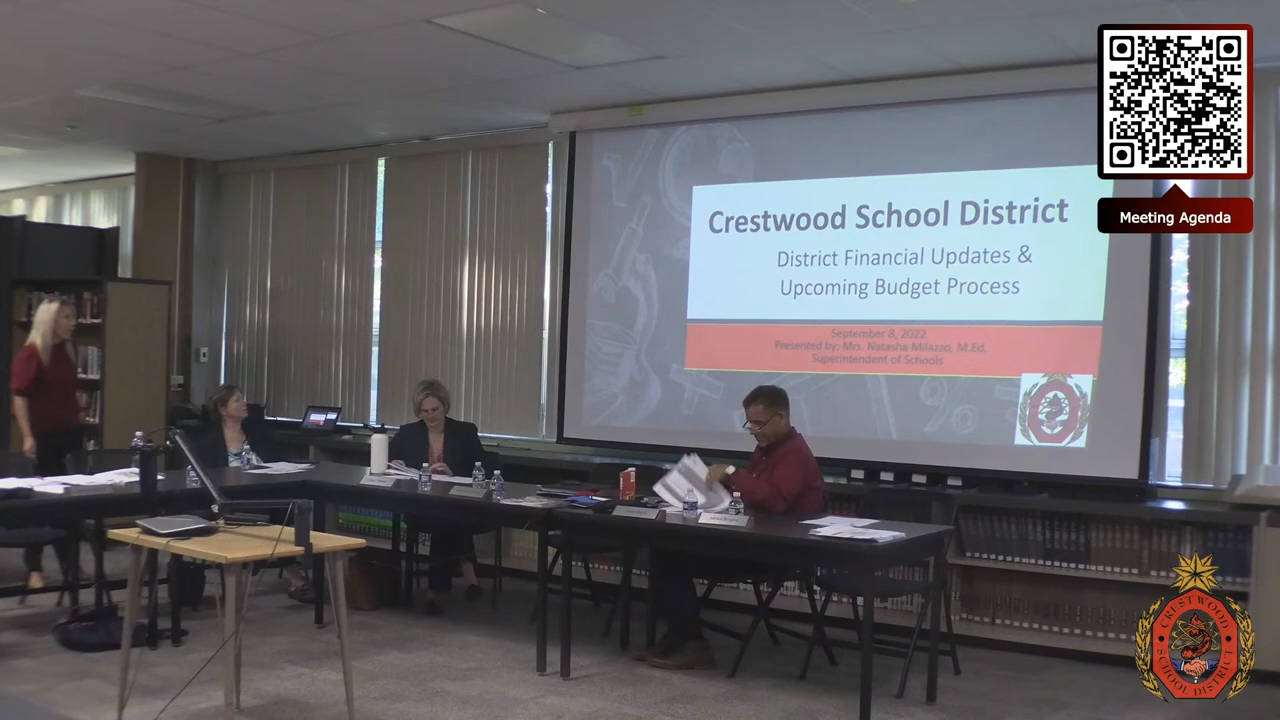 Crestwood School District
District Financial Updates &
Upcoming Budget Process
September 8, 2022
Presented by: Mrs. Natasha Milazzo, M.Ed.
Superintendent of Schools
Meeting Agenda
CRESTWOOD
SCHOOL DISTRICT